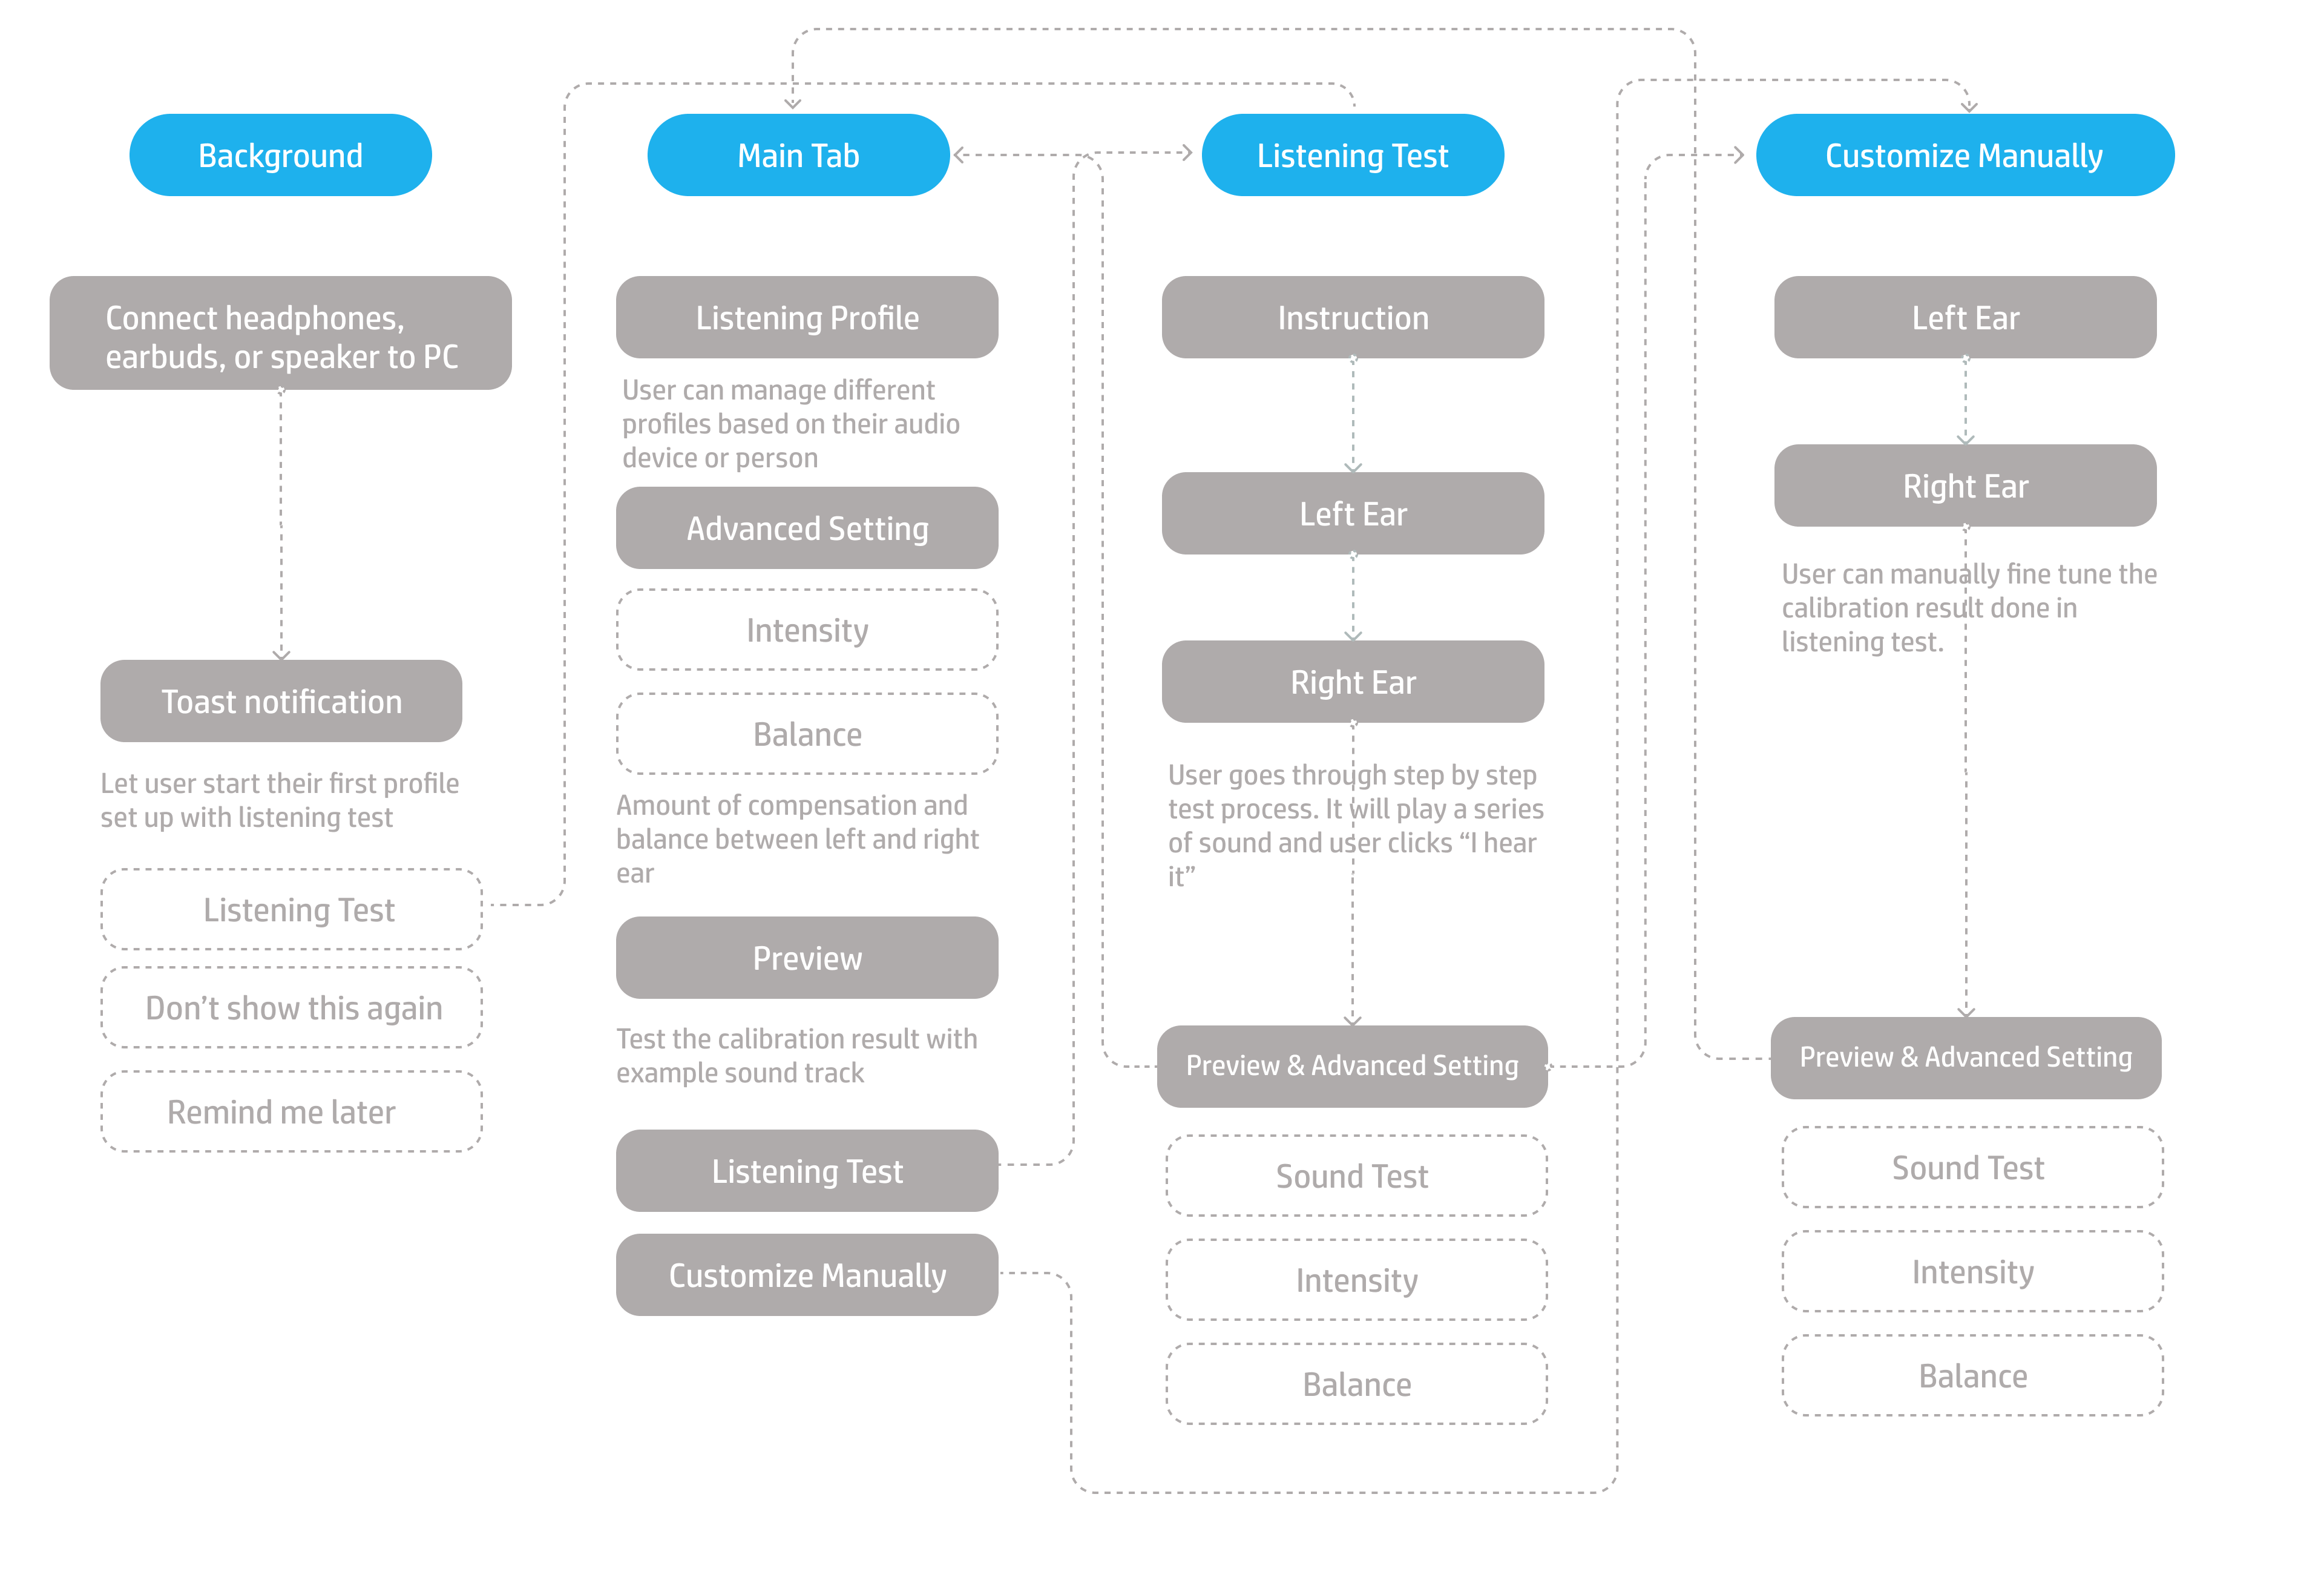 Background
Connect headphones,
earbuds, or speaker to PC
Toast notification
Let user start their first profile
set up with listening test
Listening Test
Don’t show this again
Remind me later
Main Tab
Listening Profile
User can manage different
profiles based on their audio
device or person
Advanced Setting
Intensity
Balance
Amount of compensation and
balance between left and right
ear
Preview
Test the calibration result with
example sound track
Listening Test
Customize Manually
Listening Test
Instruction
Left Ear
Right Ear
User goes through step by step
test process. It will play a series
of sound and user clicks “I hear
it”
Preview & Advanced Setting
Sound Test
Intensity
Balance
Customize Manually
Left Ear
Right Ear
User can manually fine tune the
calibration result done in
listening test.
Preview & Advanced Setting
Sound Test
Intensity
Balance